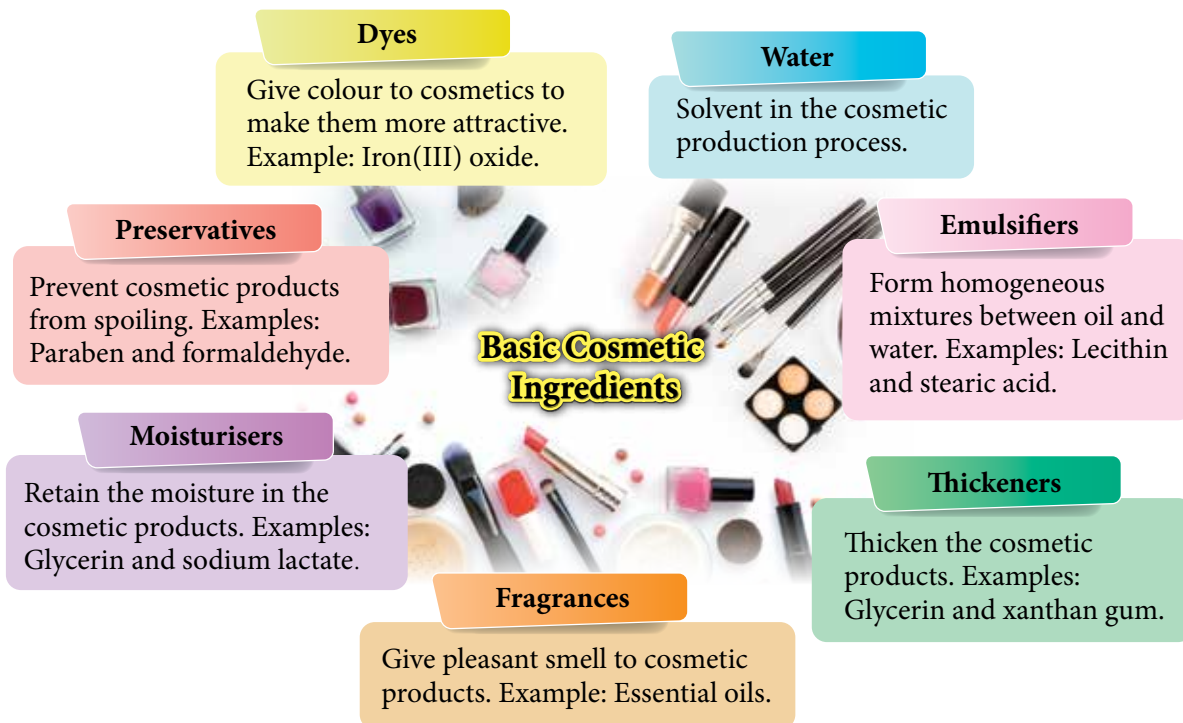 Dyes
Give colour to cosmetics to
make them more attractive.
Example: Iron(III) oxide.
Water
Solvent in the cosmetic
production process.
Preservatives
Prevent cosmetic products
from spoiling. Examples:
Paraben and formaldehyde.
Emulsifiers
Form homogeneous
mixtures between oil and
water. Examples: Lecithin
and stearic acid.
Basic Cosmetic
Ingredients
Moisturisers
Retain the moisture in the
cosmetic products. Examples:
Glycerin and sodium lactate.
Thickeners
Thicken the cosmetic
products. Examples:
Glycerin and xanthan gum.
Fragrances
Give pleasant smell to cosmetic
products. Example: Essential oils.